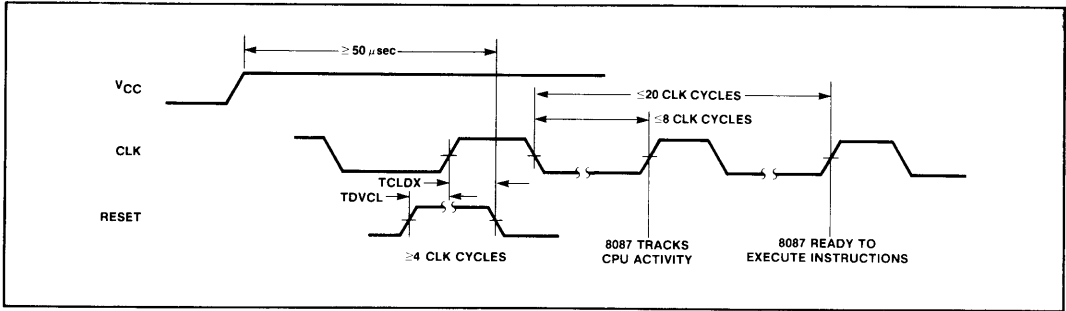 ≥ 50 μsec
VCC
≤20 CLK CYCLES
≤8 CLK CYCLES
CLK
TCLDX
TDVCL
RESET
≥4 CLK CYCLES
8087 TRACKS
CPU ACTIVITY
8087 READY TO
EXECUTE INSTRUCTIONS